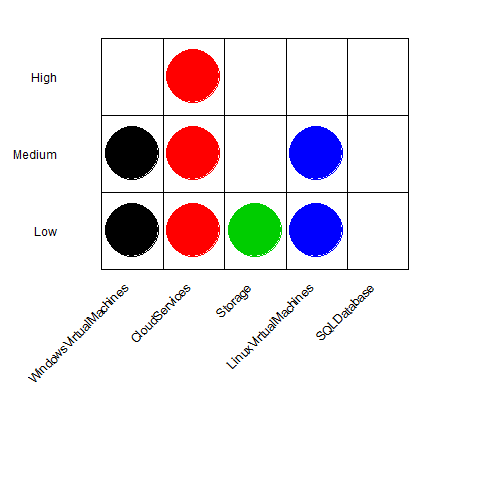 High
Medium
Low
WindowsVirtualMachines
CloudServices
Storage
LinuxVirtualMachines
SQLDatabase